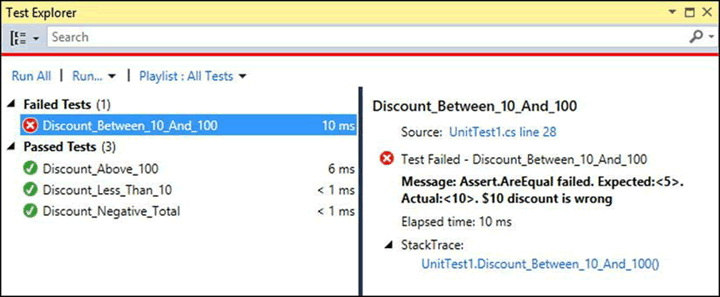 Test Explorer
Search
Run All | Run... Playlist : All Tests
Failed Tests (1)
Discount_Between_10_And_100 10 ms
Passed Tests (3)
Discount_Above_100 6 ms
Discount_Less_Than_10 < 1 ms
Discount_Negative_Total < 1 ms
Discount_Between_10_And_100
Source: UnitTest1.cs line 28
Test Failed - Discount_Between_10_And_100
Message: Assert.AreEqual failed. Expected:<5>.
Actual:<10>. $10 discount is wrong
Elapsed time: 10 ms
StackTrace:
UnitTest1.Discount_Between_10_And_100()